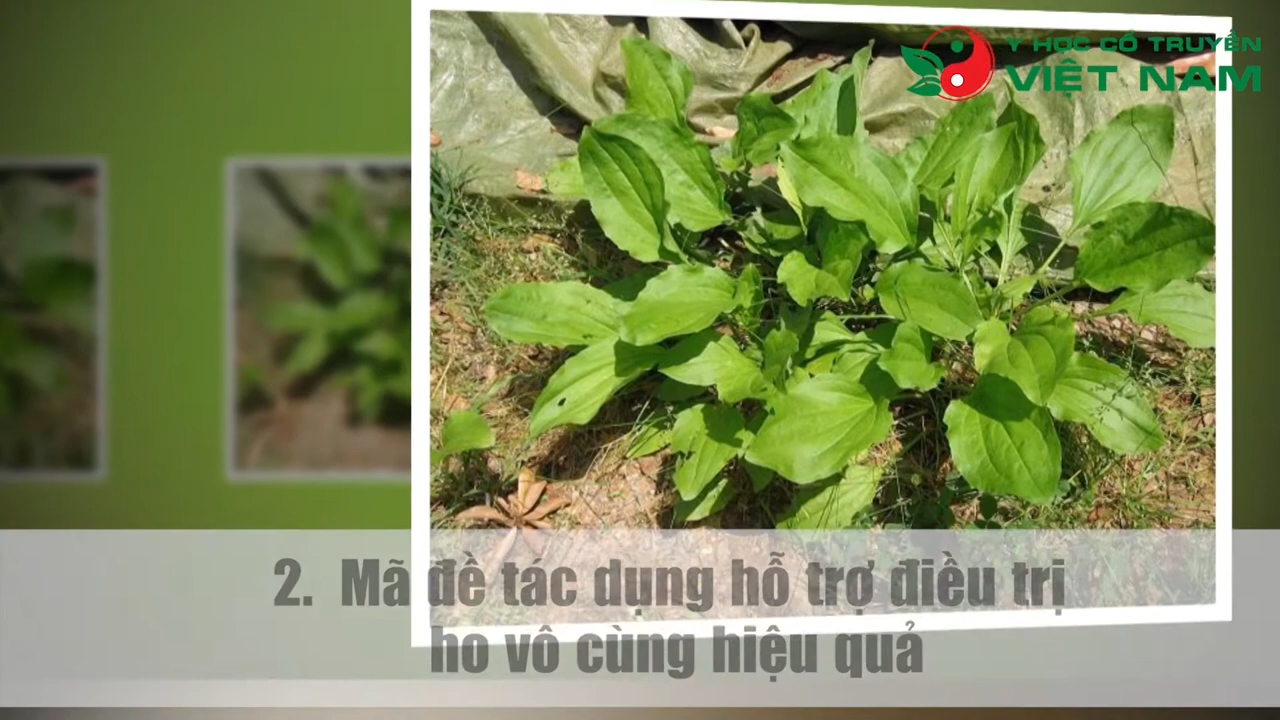 Y HỌC CỔ TRUYỀN
VIỆT NAM
2. Mã đề tác dụng hỗ trợ điều trị
ho vô cùng hiệu quả